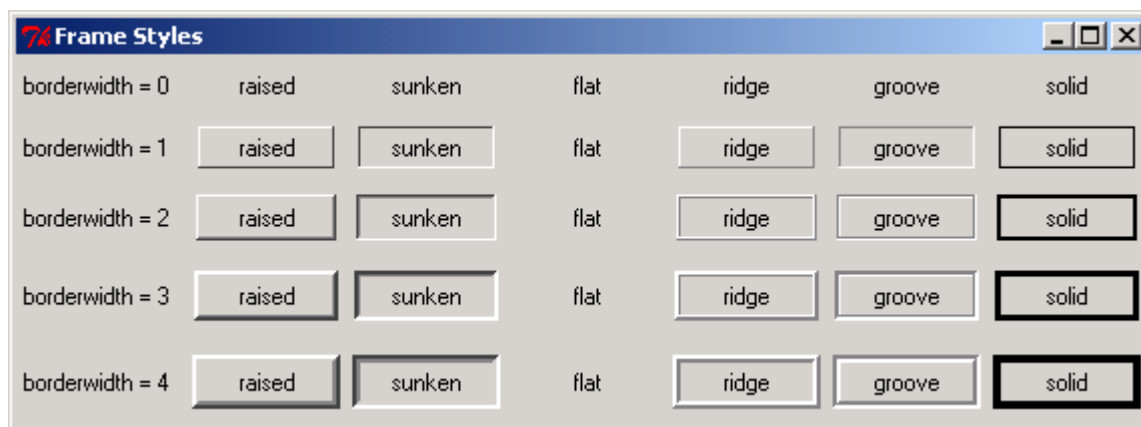 Frame Styles
borderwidth = 0 raised sunken flat ridge groove solid
borderwidth = 1 raised sunken flat ridge groove solid
borderwidth = 2 raised sunken flat ridge groove solid
borderwidth = 3 raised sunken flat ridge groove solid
borderwidth = 4 raised sunken flat ridge groove solid